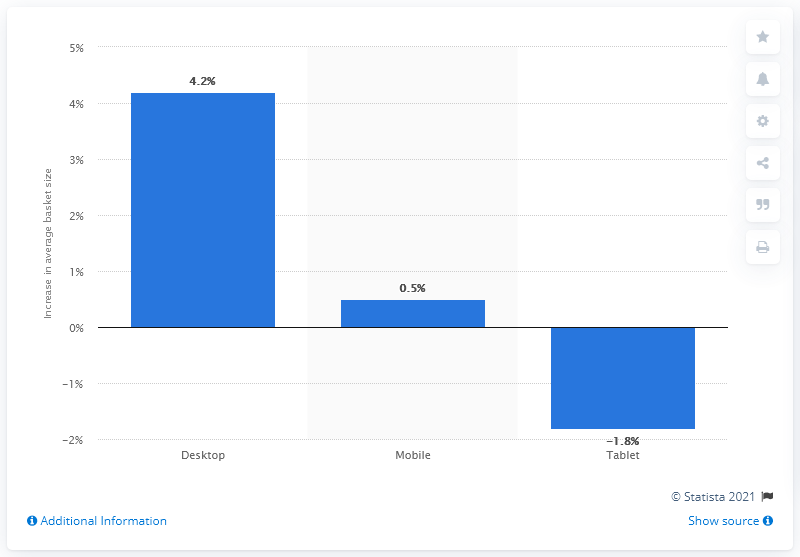 5%
4.2%
4%
3%
2%
1%
0.5%
0%
−1%
−2%
−1.8%
Increase in average basket size
Desktop
Mobile
Tablet
© Statista 2021
Additional Information
Show source